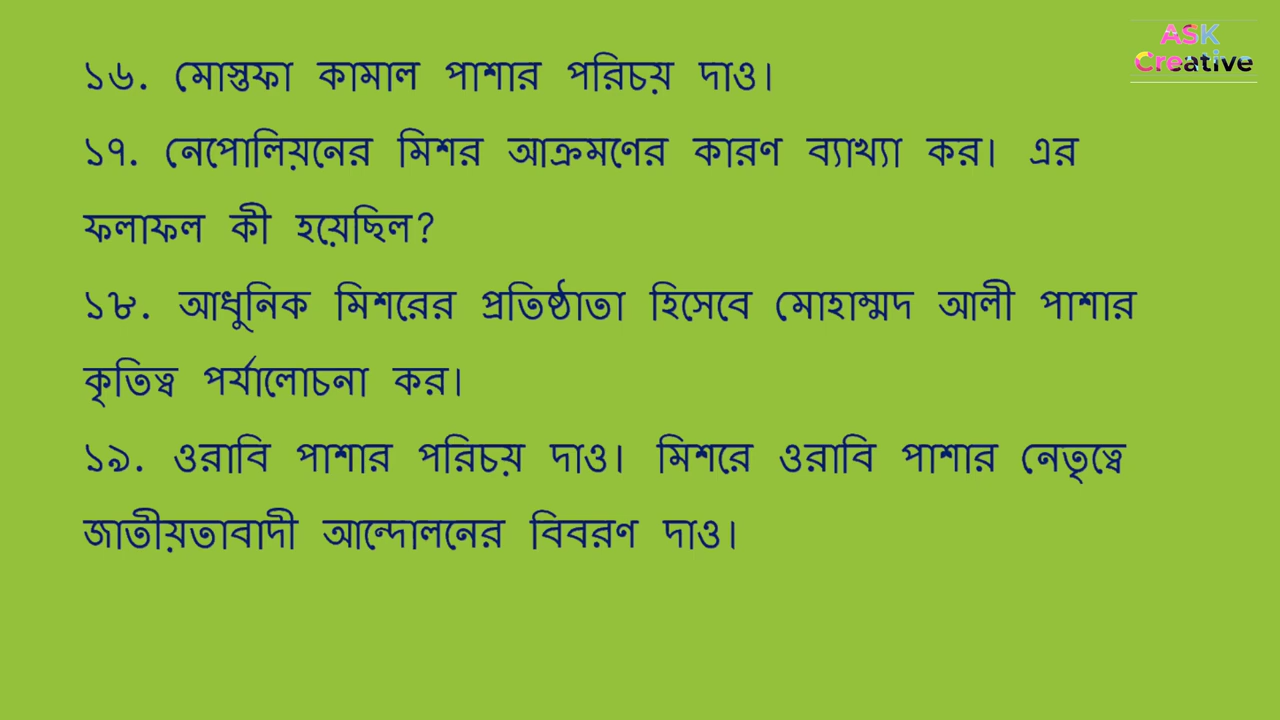 ASK
Creative
১৬. মোস্তফা কামাল পাশার পরিচয় দাও।
১৭. নেপোলিয়নের মিশর আক্রমণের কারণ ব্যাখ্যা কর। এর
ফলাফল কী হয়েছিল?
১৮. আধুনিক মিশরের প্রতিষ্ঠাতা হিসেবে মোহাম্মদ আলী পাশার
কৃতিত্ব পর্যালোচনা কর।
১৯. ওরাবি পাশার পরিচয় দাও। মিশরে ওরাবি পাশার নেতৃত্বে
জাতীয়তাবাদী আন্দোলনের বিবরণ দাও।